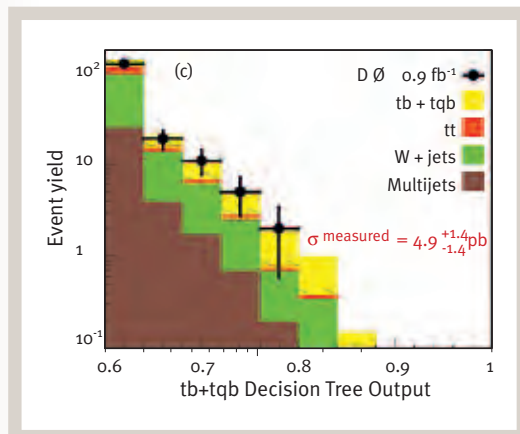 (c)
D Ø 0.9 fb⁻¹
tb + tqb
tt
W + jets
Multijets
σ measured = 4.9 +1.4 -1.4 pb
Event yield
10²
10
1
10⁻¹
0.6 0.7 0.8 0.9 1
tb+tqb Decision Tree Output